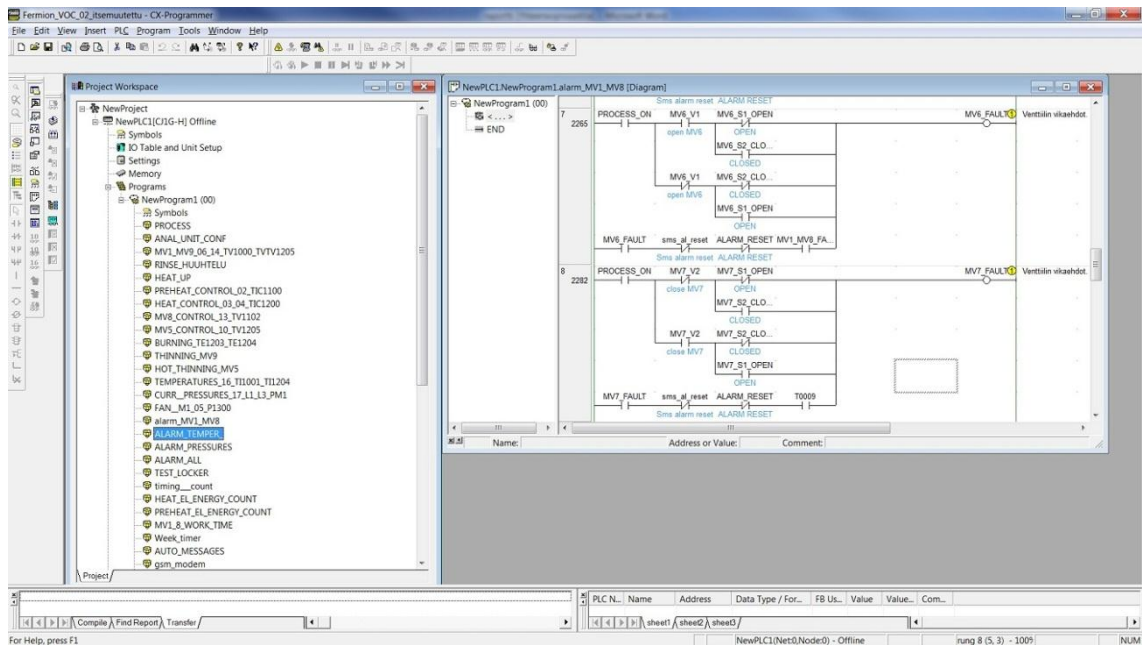 Fermion_VOC_02_itsemuutettu - CX-Programmer
File Edit View Insert PLC Program Tools Window Help
Project Workspace
NewProject
NewPLC1[CJ1G-H] Offline
Symbols
IO Table and Unit Setup
Settings
Memory
Programs
NewProgram1 (00)
Symbols
PROCESS
ANAL_UNIT_CONF
MV1_MV9_06_14_TV1000_TVTV1205
RINSE_HUUHTELU
HEAT_UP
PREHEAT_CONTROL_02_TIC1100
HEAT_CONTROL_03_04_TIC1200
MV8_CONTROL_13_TV1102
MV5_CONTROL_10_TV1205
BURNING_TE1203_TE1204
THINNING_MV9
HOT_THINNING_MV5
TEMPERATURES_16_TI1001_TI1204
CURR__PRESSURES_17_L1_L3_PM1
FAN__M1_05_P1300
alarm_MV1_MV8
ALARM_TEMPER_
ALARM_PRESSURES
ALARM_ALL
TEST_LOCKER
timing__count
HEAT_EL_ENERGY_COUNT
PREHEAT_EL_ENERGY_COUNT
MV1_8_WORK_TIME
Week_timer
AUTO_MESSAGES
gsm_modem
Project
NewPLC1.NewProgram1.alarm_MV1_MV8 [Diagram]
NewProgram1 (00)
< . . . >
END
Sms alarm reset ALARM RESET
7
2265
PROCESS_ON MV6_V1 MV6_S1_OPEN MV6_FAULT 1 Venttiilin vikaehdot.
open MV6 OPEN
MV6_S2_CLO...
CLOSED
MV6_V1 MV6_S2_CLO...
open MV6 CLOSED
MV6_S1_OPEN
OPEN
MV6_FAULT sms_al_reset ALARM_RESET MV1_MV8_FA...
Sms alarm reset ALARM RESET
8
2282
PROCESS_ON MV7_V2 MV7_S1_OPEN MV7_FAULT 1 Venttiilin vikaehdot.
close MV7 OPEN
MV7_S2_CLO...
CLOSED
MV7_V2 MV7_S2_CLO...
close MV7 CLOSED
MV7_S1_OPEN
OPEN
MV7_FAULT sms_al_reset ALARM_RESET T0009
Sms alarm reset ALARM RESET
Name: Address or Value: Comment:
Compile Find Report Transfer
PLC N... Name Address Data Type / For... FB Us... Value Value... Com...
sheet1 sheet2 sheet3
For Help, press F1
NewPLC1(Net:0,Node:0) - Offline
rung 8 (5, 3) - 100%
NUM